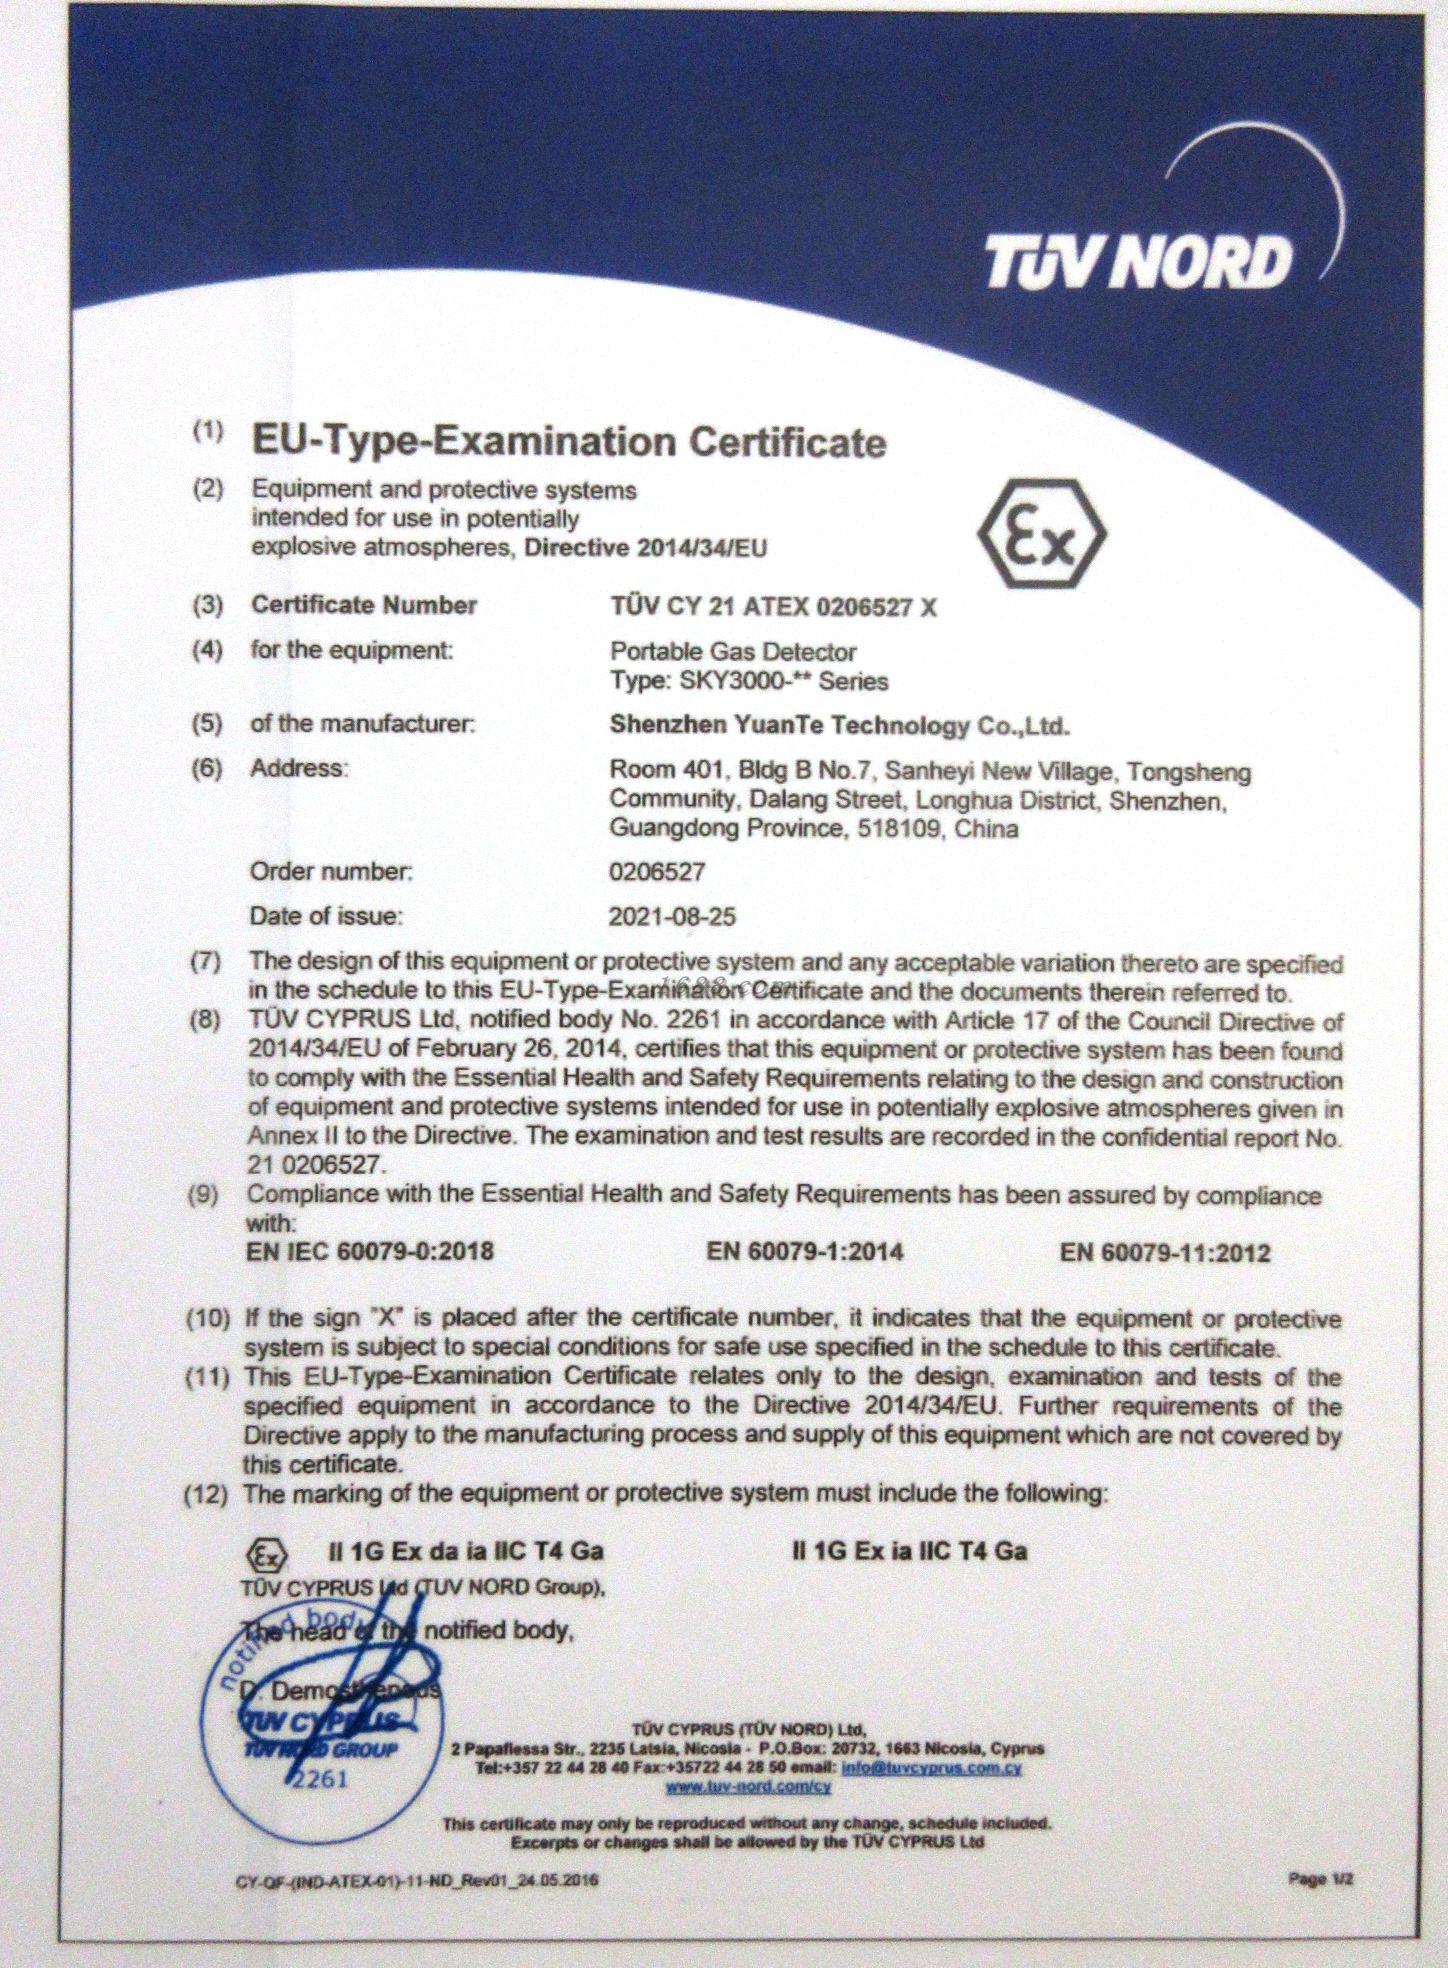 TÜV NORD
(1) EU-Type-Examination Certificate
(2) Equipment and protective systems
intended for use in potentially
explosive atmospheres, Directive 2014/34/EU
Ex
(3) Certificate Number TÜV CY 21 ATEX 0206527 X
(4) for the equipment: Portable Gas Detector
Type: SKY3000-** Series
(5) of the manufacturer: Shenzhen YuanTe Technology Co.,Ltd.
(6) Address: Room 401, Bldg B No.7, Sanheyi New Village, Tongsheng
Community, Dalang Street, Longhua District, Shenzhen,
Guangdong Province, 518109, China
Order number: 0206527
Date of issue: 2021-08-25
(7) The design of this equipment or protective system and any acceptable variation thereto are specified
in the schedule to this EU-Type-Examination Certificate and the documents therein referred to.
1688.com
(8) TÜV CYPRUS Ltd, notified body No. 2261 in accordance with Article 17 of the Council Directive of
2014/34/EU of February 26, 2014, certifies that this equipment or protective system has been found
to comply with the Essential Health and Safety Requirements relating to the design and construction
of equipment and protective systems intended for use in potentially explosive atmospheres given in
Annex II to the Directive. The examination and test results are recorded in the confidential report No.
21 0206527.
(9) Compliance with the Essential Health and Safety Requirements has been assured by compliance
with:
EN IEC 60079-0:2018 EN 60079-1:2014 EN 60079-11:2012
(10) If the sign "X" is placed after the certificate number, it indicates that the equipment or protective
system is subject to special conditions for safe use specified in the schedule to this certificate.
(11) This EU-Type-Examination Certificate relates only to the design, examination and tests of the
specified equipment in accordance to the Directive 2014/34/EU. Further requirements of the
Directive apply to the manufacturing process and supply of this equipment which are not covered by
this certificate.
(12) The marking of the equipment or protective system must include the following:
Ex II 1G Ex da ia IIC T4 Ga II 1G Ex ia IIC T4 Ga
TÜV CYPRUS Ltd (TUV NORD Group),
The head of the notified body,
D. Demosthenous
notified body
TUV CYPRUS
TUV NORD GROUP
2261
TÜV CYPRUS (TÜV NORD) Ltd,
2 Papaflessa Str., 2235 Latsia, Nicosia - P.O.Box: 20732, 1663 Nicosia, Cyprus
Tel:+357 22 44 28 40 Fax:+35722 44 28 50 email: info@tuvcyprus.com.cy
www.tuv-nord.com/cy
This certificate may only be reproduced without any change, schedule included.
Excerpts or changes shall be allowed by the TÜV CYPRUS Ltd
CY-QF-(IND-ATEX-01)-11-ND_Rev01_24.05.2016 Page 1/2